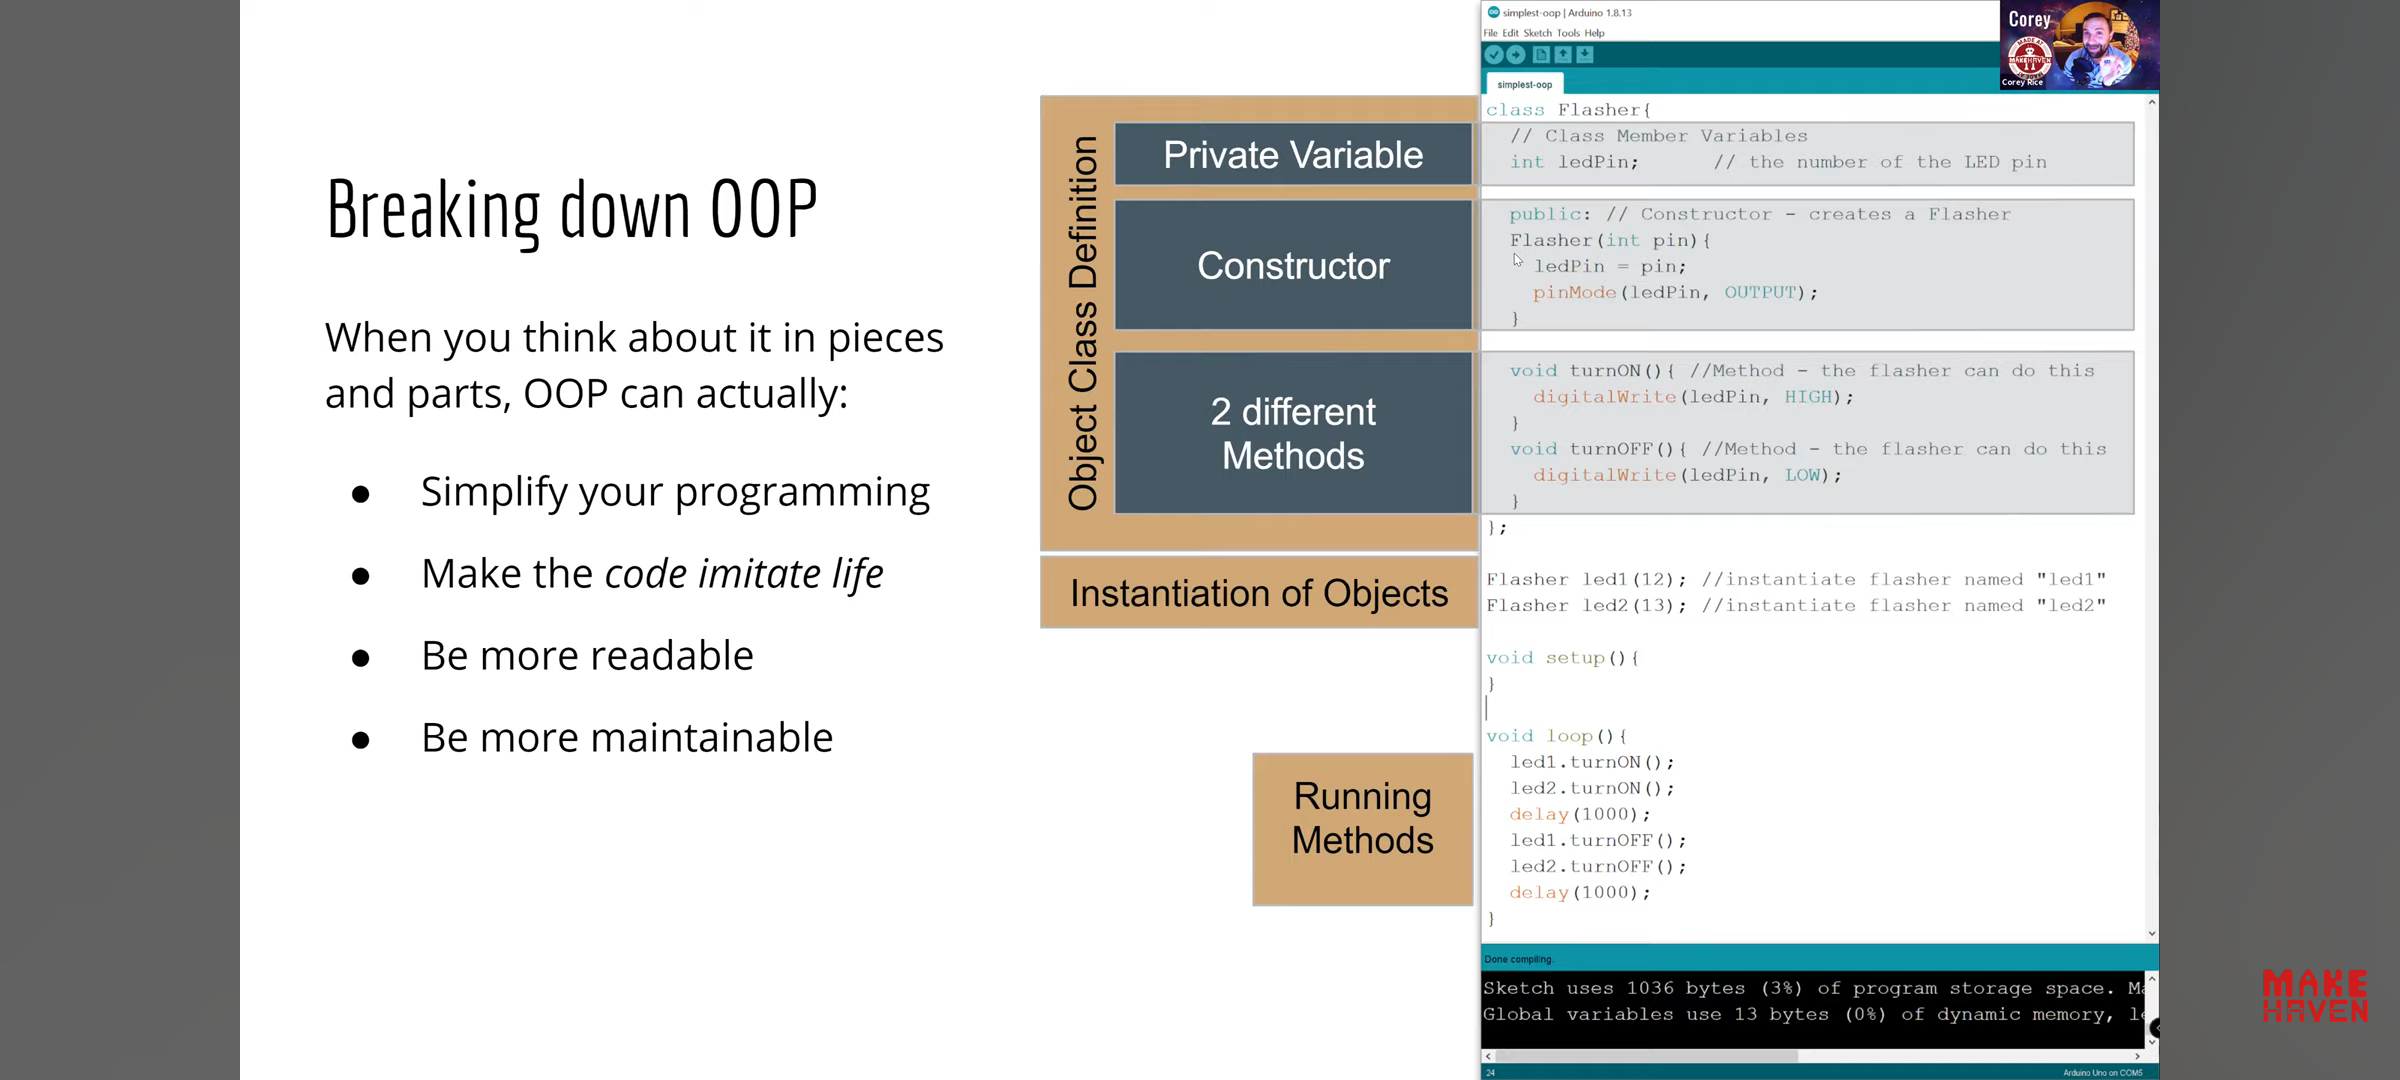 Breaking down OOP
When you think about it in pieces
and parts, OOP can actually:
● Simplify your programming
● Make the code imitate life
● Be more readable
● Be more maintainable
Object Class Definition
Private Variable
Constructor
2 different
Methods
Instantiation of Objects
Running
Methods
simplest-oop | Arduino 1.8.13
File Edit Sketch Tools Help
simplest-oop
class Flasher{
// Class Member Variables
int ledPin; // the number of the LED pin
public: // Constructor - creates a Flasher
Flasher(int pin){
ledPin = pin;
pinMode(ledPin, OUTPUT);
}
void turnON(){ //Method - the flasher can do this
digitalWrite(ledPin, HIGH);
}
void turnOFF(){ //Method - the flasher can do this
digitalWrite(ledPin, LOW);
}
};
Flasher led1(12); //instantiate flasher named "led1"
Flasher led2(13); //instantiate flasher named "led2"
void setup(){
}
void loop(){
led1.turnON();
led2.turnON();
delay(1000);
led1.turnOFF();
led2.turnOFF();
delay(1000);
}
Done compiling.
Sketch uses 1036 bytes (3%) of program storage space. Ma
Global variables use 13 bytes (0%) of dynamic memory, le
24
Arduino Uno on COM5
Corey
MADE AT
MAKEHAVEN
Corey Rice
MAKE
HAVEN